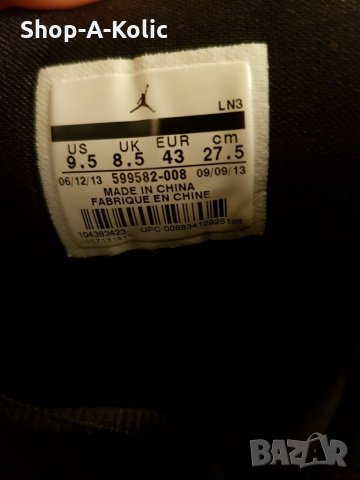 Shop-A-Kolic
LN3
US UK EUR cm
9.5 8.5 43 27.5
06/12/13 599582-008 09/09/13
MADE IN CHINA
FABRIQUE EN CHINE
104383423 UPC 00883412925198
BAZAR